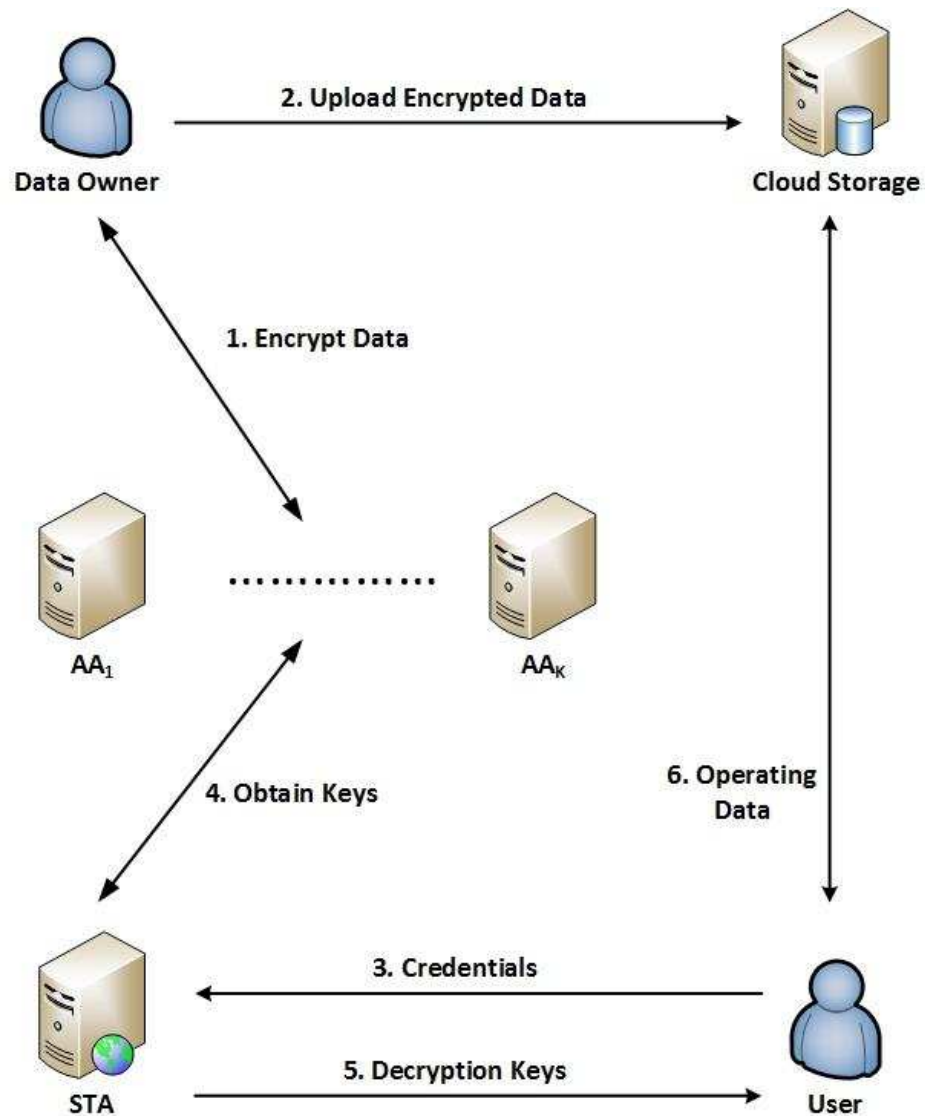 2. Upload Encrypted Data
Data Owner
Cloud Storage
1. Encrypt Data
AA₁
AAₖ
4. Obtain Keys
6. Operating
Data
3. Credentials
5. Decryption Keys
STA
User